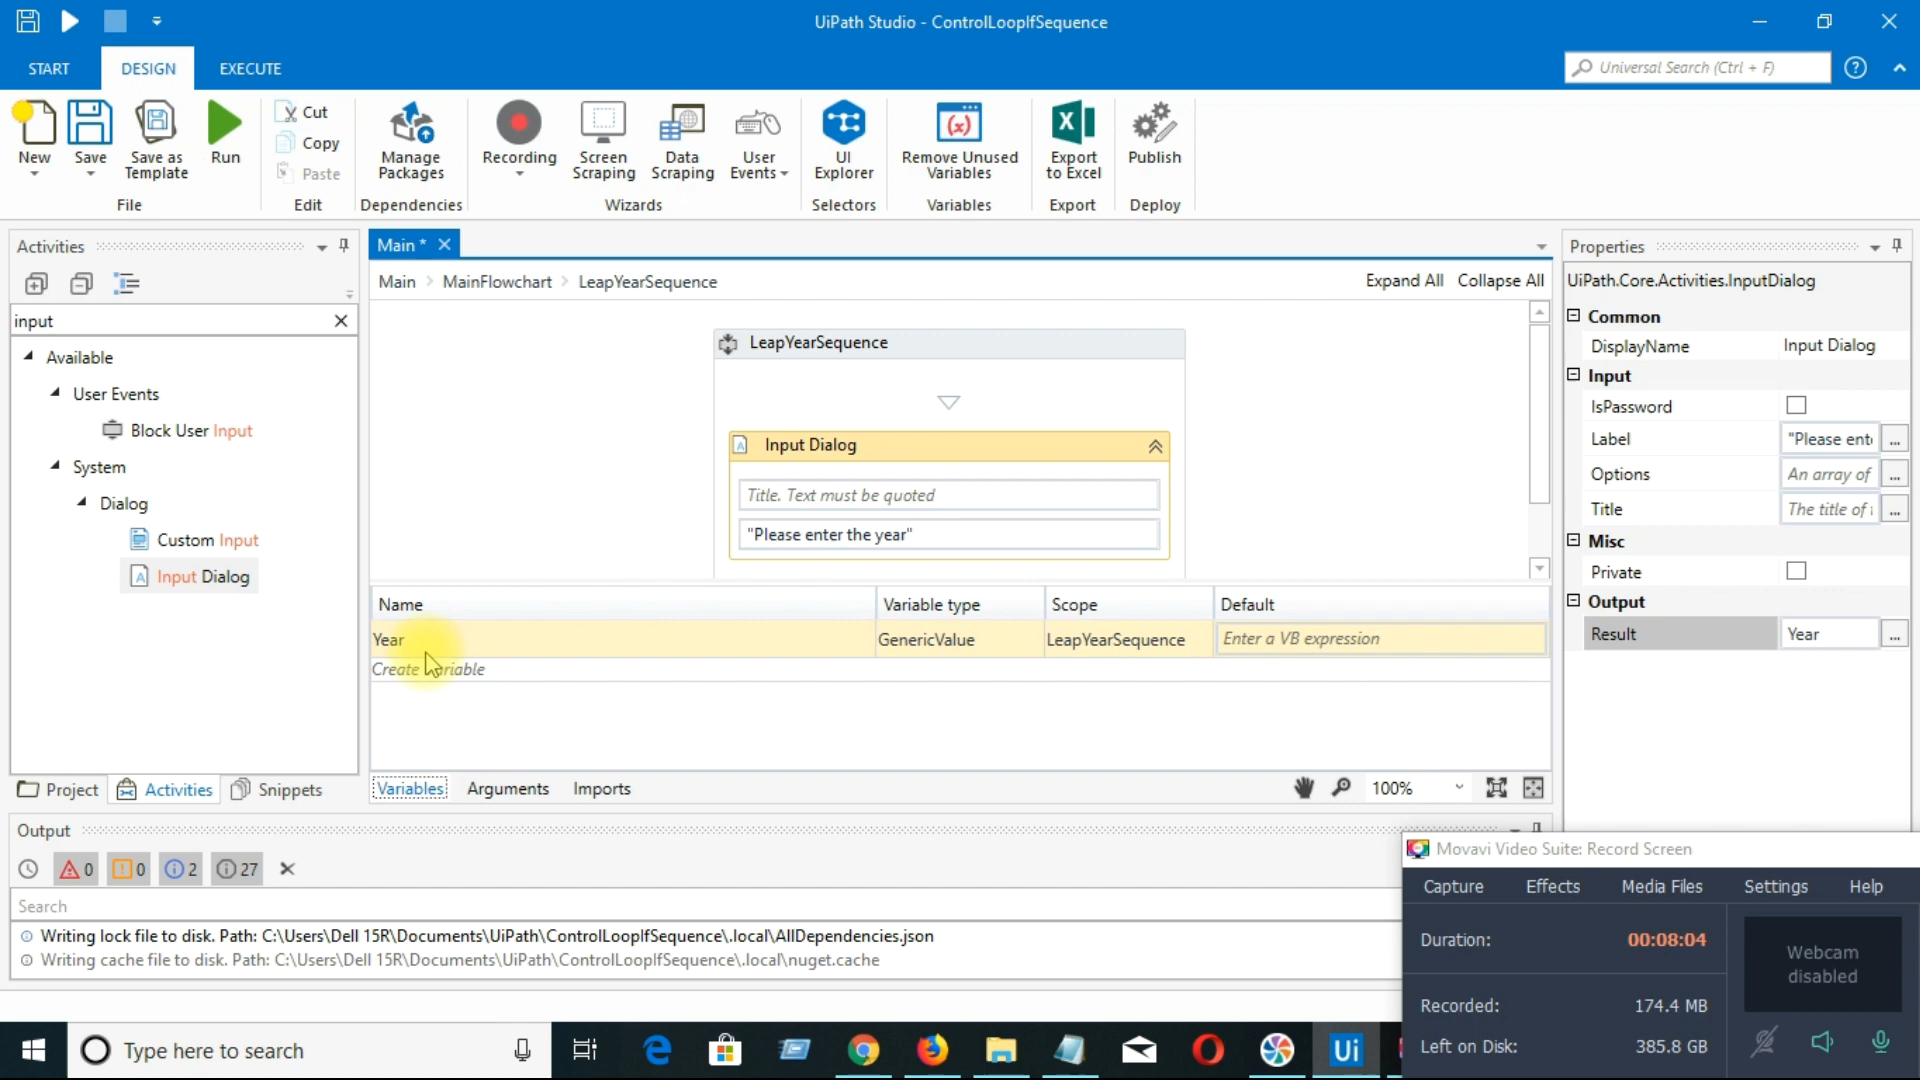 UiPath Studio - ControlLoopIfSequence
START
DESIGN
EXECUTE
Universal Search (Ctrl + F)
New
Save
Save as Template
Run
Cut
Copy
Paste
Manage Packages
Recording
Screen Scraping
Data Scraping
User Events
UI Explorer
Remove Unused Variables
Export to Excel
Publish
File
Edit
Dependencies
Wizards
Selectors
Variables
Export
Deploy
Activities
input
Available
User Events
Block User Input
System
Dialog
Custom Input
Input Dialog
Project
Activities
Snippets
Main *
Main > MainFlowchart > LeapYearSequence
Expand All
Collapse All
LeapYearSequence
Input Dialog
Title. Text must be quoted
"Please enter the year"
Name
Variable type
Scope
Default
Year
GenericValue
LeapYearSequence
Enter a VB expression
Create Variable
Variables
Arguments
Imports
100%
Properties
UiPath.Core.Activities.InputDialog
Common
DisplayName
Input Dialog
Input
IsPassword
Label
"Please ent
...
Options
An array of
...
Title
The title of
...
Misc
Private
Output
Result
Year
...
Output
0
0
2
27
Search
Writing lock file to disk. Path: C:\Users\Dell 15R\Documents\UiPath\ControlLoopIfSequence\.local\AllDependencies.json
Writing cache file to disk. Path: C:\Users\Dell 15R\Documents\UiPath\ControlLoopIfSequence\.local\nuget.cache
Movavi Video Suite: Record Screen
Capture
Effects
Media Files
Settings
Help
Duration:
00:08:04
Webcam disabled
Recorded:
174.4 MB
Left on Disk:
385.8 GB
Type here to search
Ui